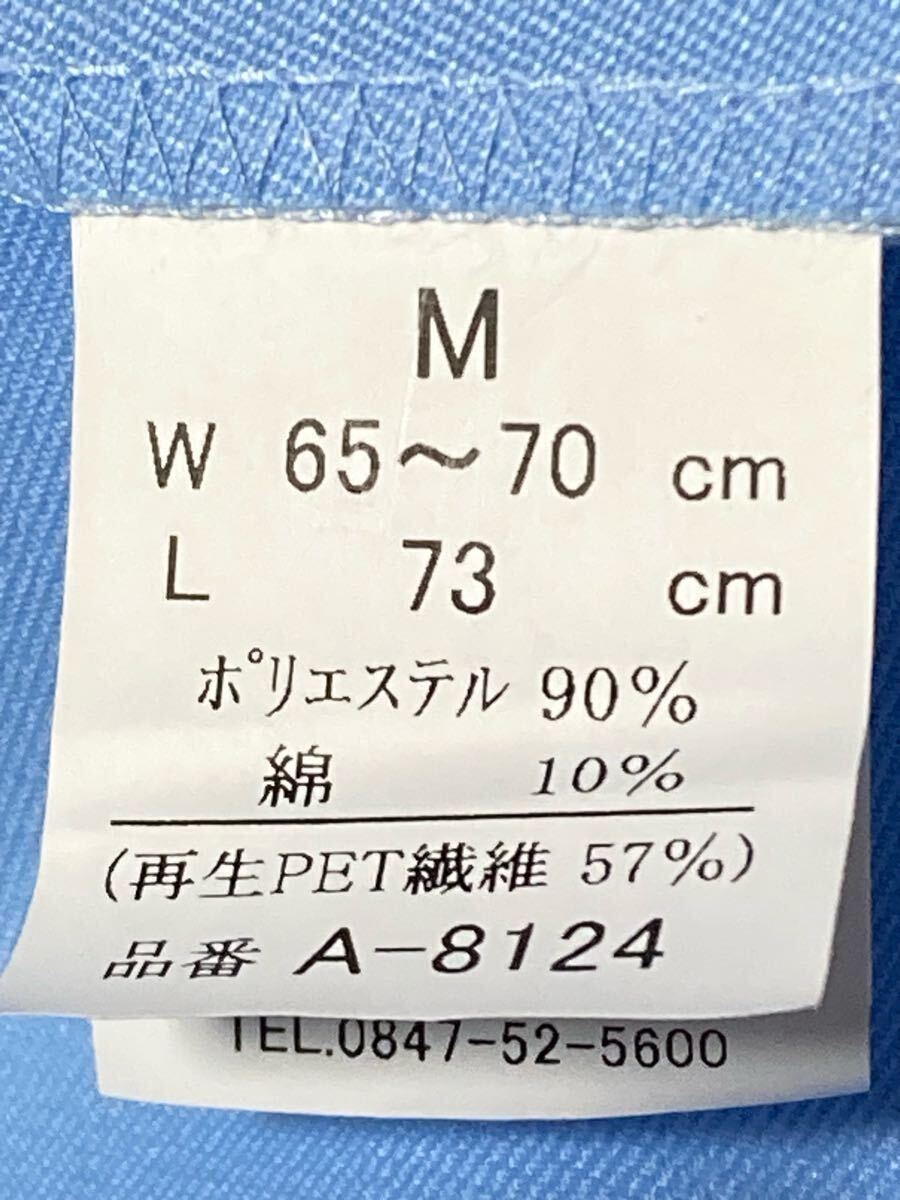 M
W 65～70 cm
L 73 cm
ポリエステル 90%
綿 10%
(再生PET繊維 57%)
品番 A-8124
TEL.0847-52-5600